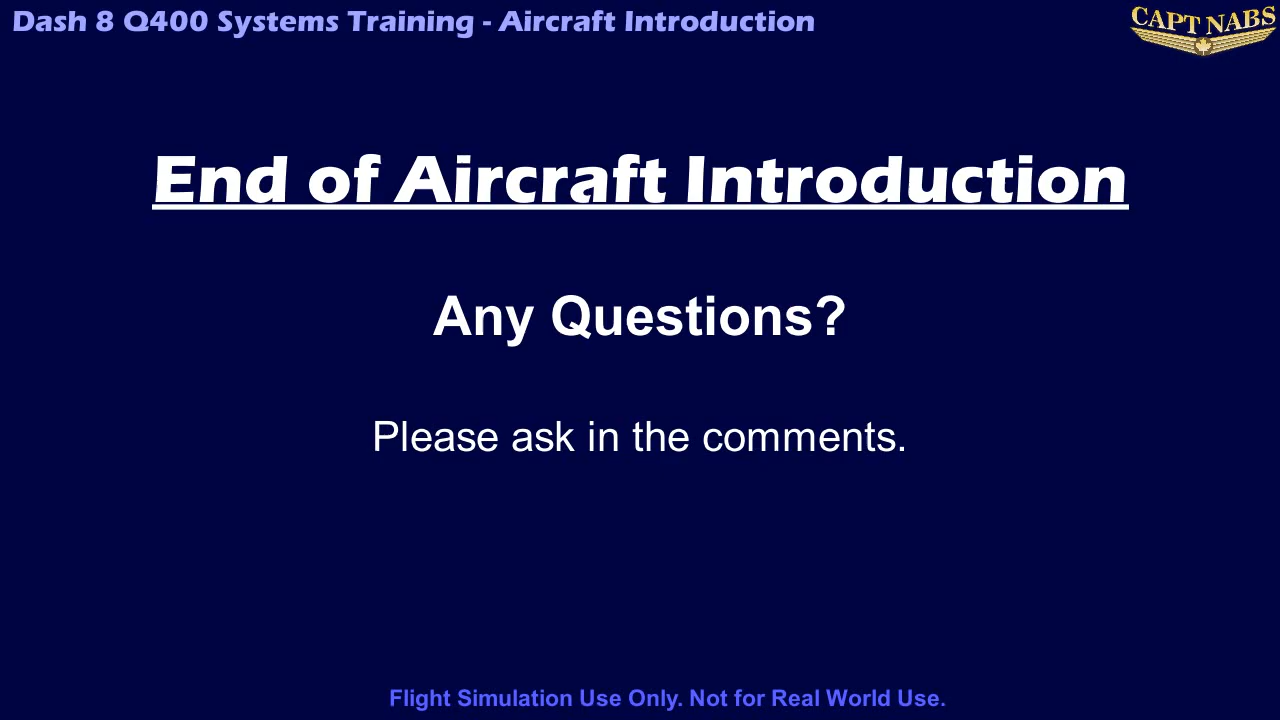 Dash 8 Q400 Systems Training - Aircraft Introduction
CAPT NABS
End of Aircraft Introduction
Any Questions?
Please ask in the comments.
Flight Simulation Use Only. Not for Real World Use.